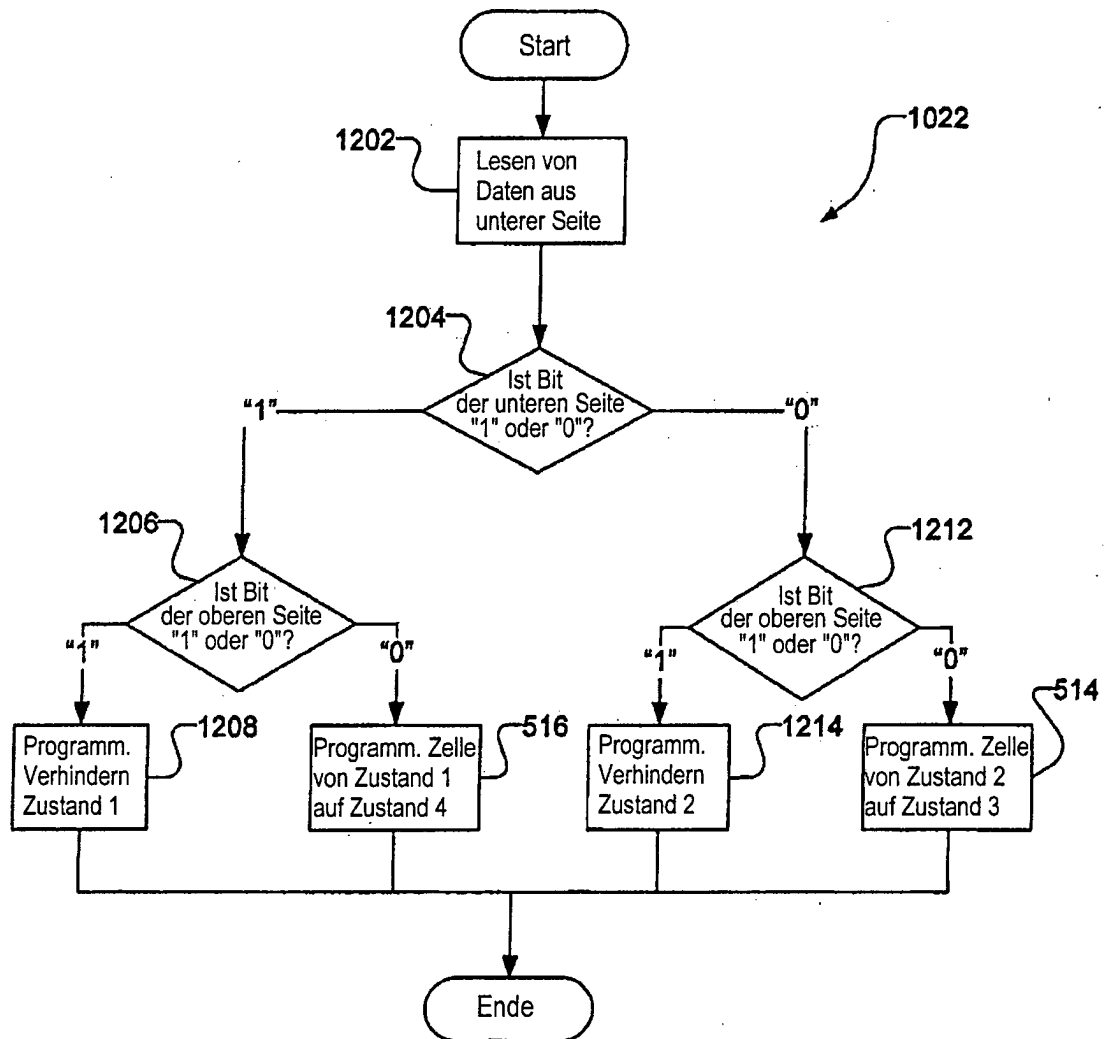 Start
1022
1202
Lesen von
Daten aus
unterer Seite
1204
Ist Bit
der unteren Seite
"1" oder "0"?
"1"
"0"
1206
Ist Bit
der oberen Seite
"1" oder "0"?
"1"
"0"
1212
Ist Bit
der oberen Seite
"1" oder "0"?
"1"
"0"
1208
Programm.
Verhindern
Zustand 1
516
Programm. Zelle
von Zustand 1
auf Zustand 4
1214
Programm.
Verhindern
Zustand 2
514
Programm. Zelle
von Zustand 2
auf Zustand 3
Ende